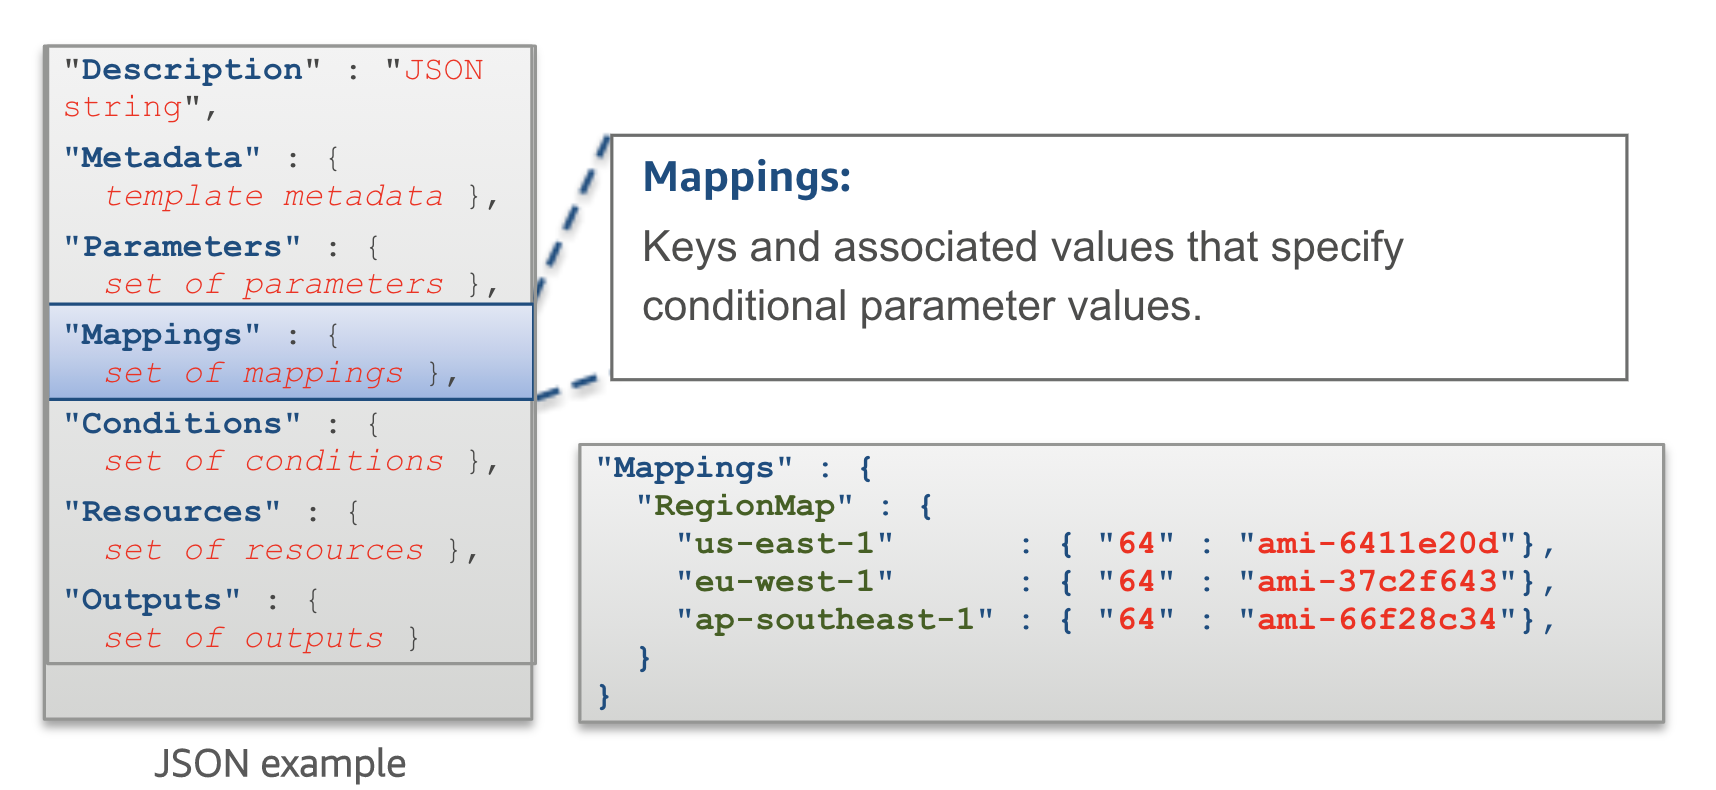 "Description" : "JSON
string",
"Metadata" : {
template metadata },
"Parameters" : {
set of parameters },
"Mappings" : {
set of mappings },
"Conditions" : {
set of conditions },
"Resources" : {
set of resources },
"Outputs" : {
set of outputs }
JSON example
Mappings:
Keys and associated values that specify
conditional parameter values.
"Mappings" : {
"RegionMap" : {
"us-east-1" : { "64" : "ami-6411e20d"},
"eu-west-1" : { "64" : "ami-37c2f643"},
"ap-southeast-1" : { "64" : "ami-66f28c34"},
}
}